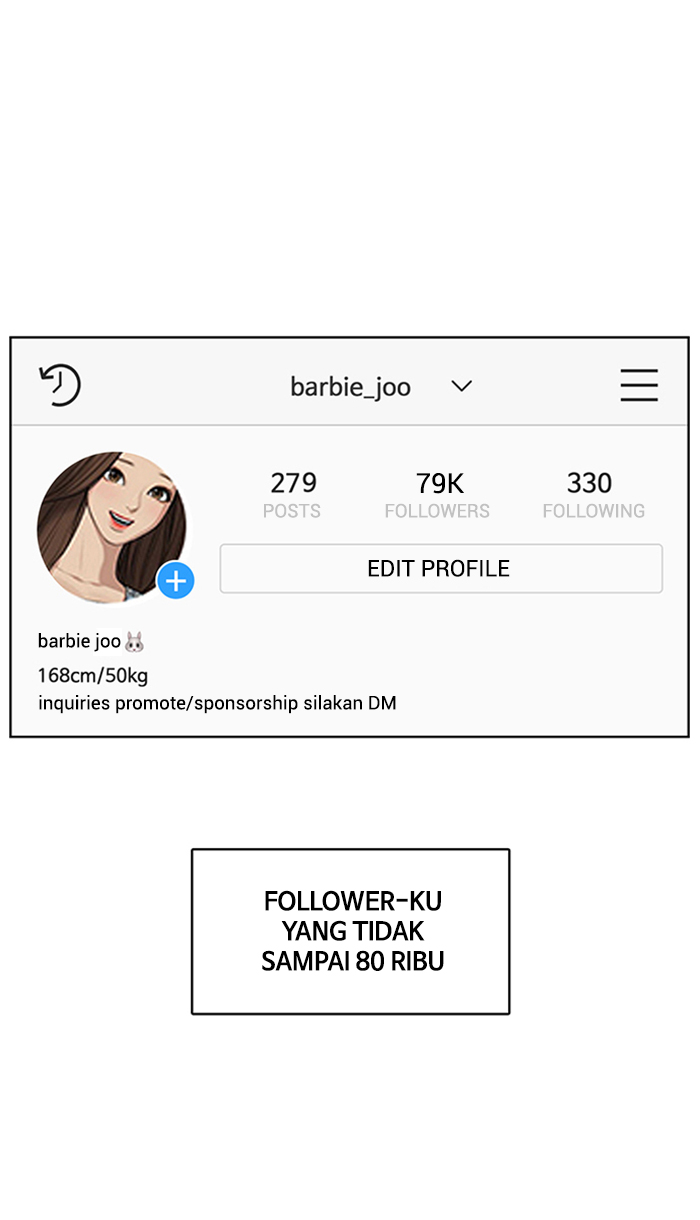 barbie_joo
279 79K 330
POSTS FOLLOWERS FOLLOWING
EDIT PROFILE
barbie joo🐰
168cm/50kg
inquiries promote/sponsorship silakan DM
FOLLOWER-KU
YANG TIDAK
SAMPAI 80 RIBU